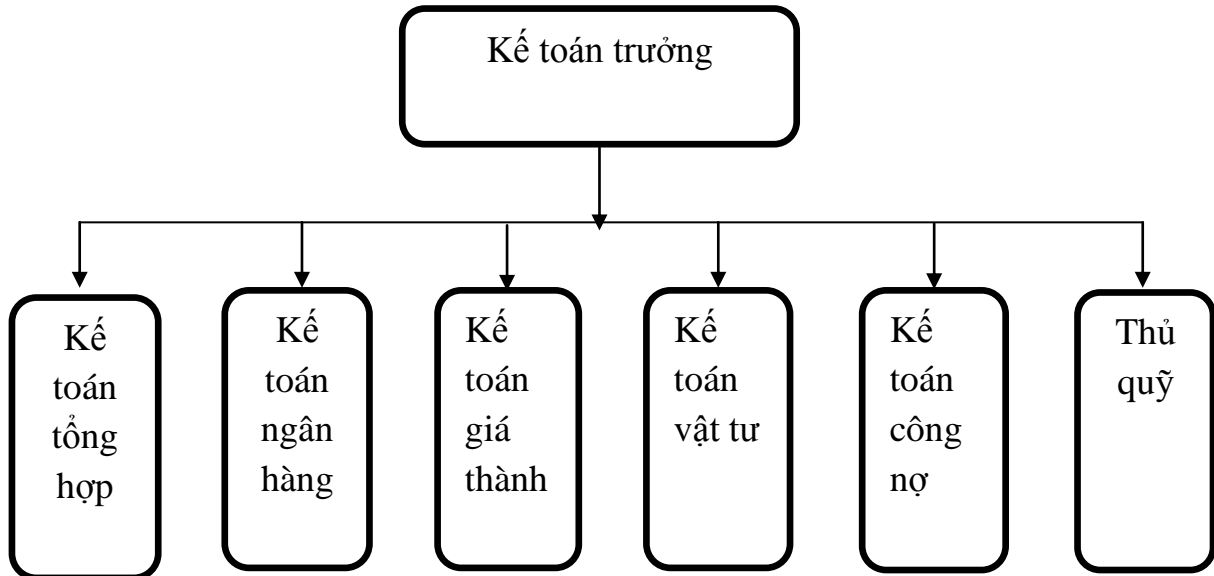 Kế toán trưởng
Kế
toán
tổng
hợp
Kế
toán
ngân
hàng
Kế
toán
giá
thành
Kế
toán
vật tư
Kế
toán
công
nợ
Thủ
quỹ